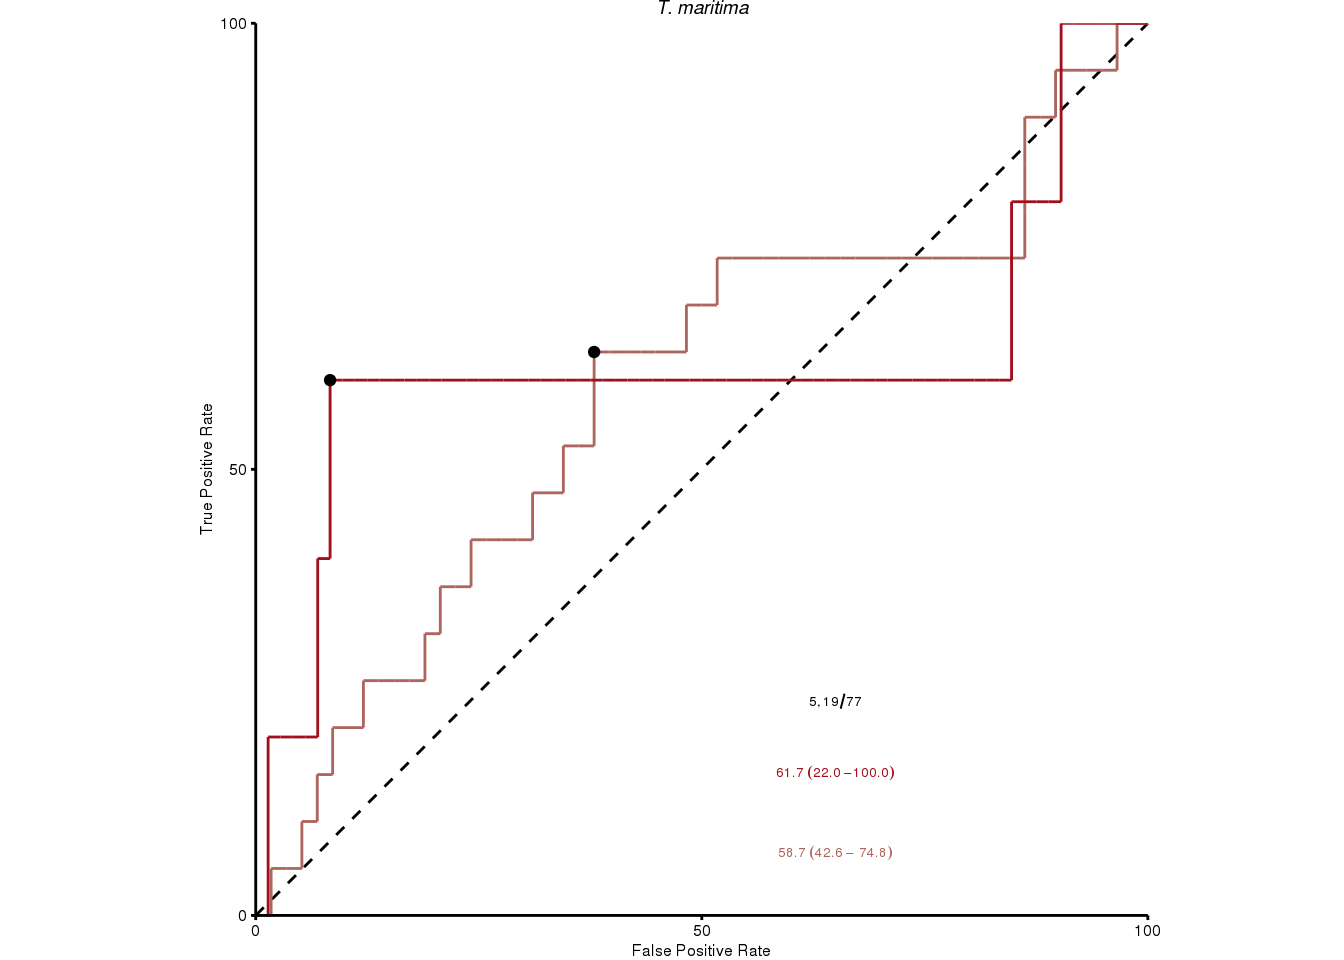 T. maritima
100
50
0
True Positive Rate
5, 19/77
61.7 (22.0–100.0)
58.7 (42.6 – 74.8)
0 50 100
False Positive Rate